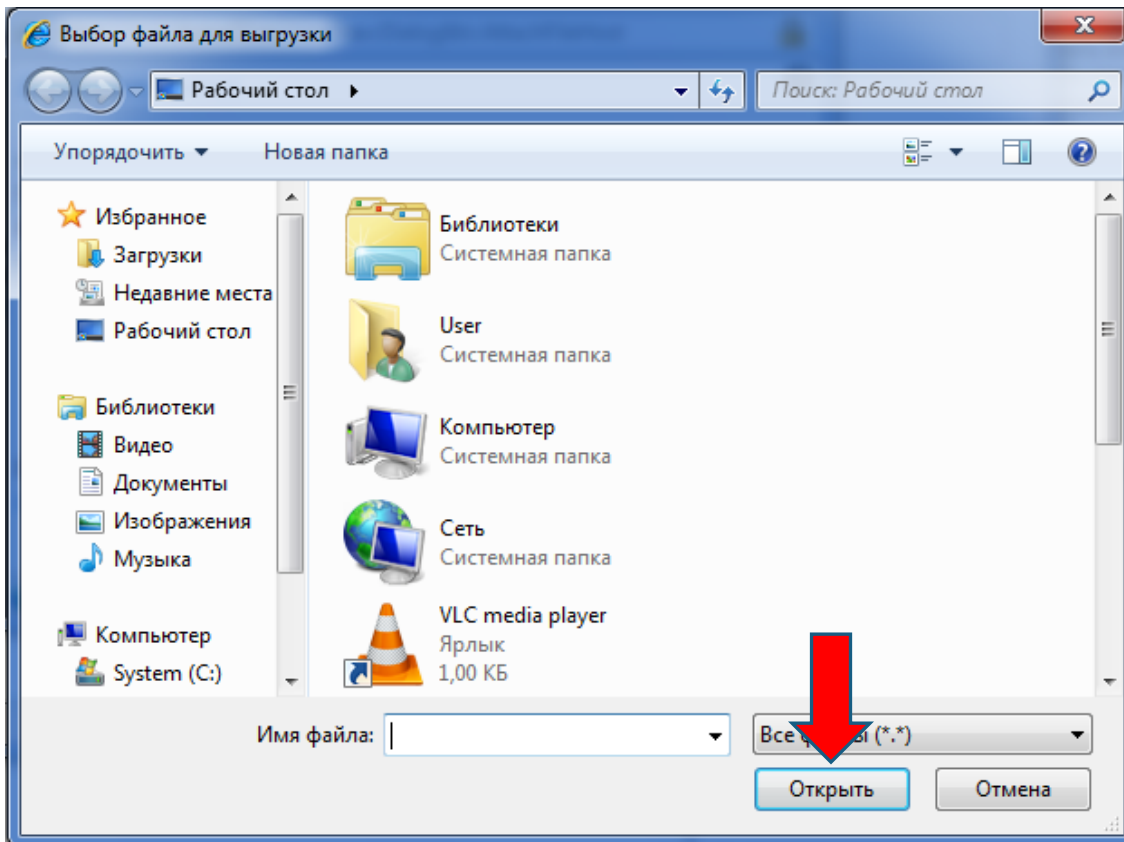 Выбор файла для выгрузки
Рабочий стол
Поиск: Рабочий стол
Упорядочить Новая папка
Избранное
Загрузки
Недавние места
Рабочий стол
Библиотеки
Видео
Документы
Изображения
Музыка
Компьютер
System (C:)
Библиотеки
Системная папка
User
Системная папка
Компьютер
Системная папка
Сеть
Системная папка
VLC media player
Ярлык
1,00 КБ
Имя файла:
Все (*.*)
Открыть Отмена